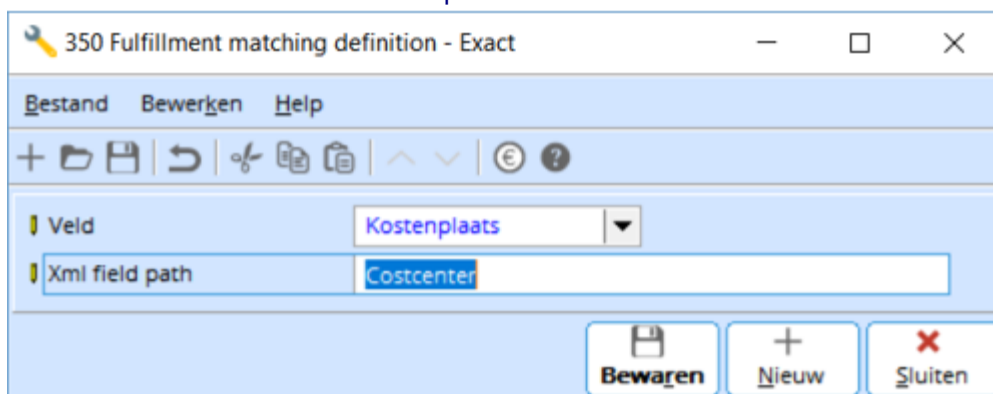 350 Fulfillment matching definition - Exact
Bestand Bewerken Help
Veld Kostenplaats
Xml field path Costcenter
Bewaren Nieuw Sluiten